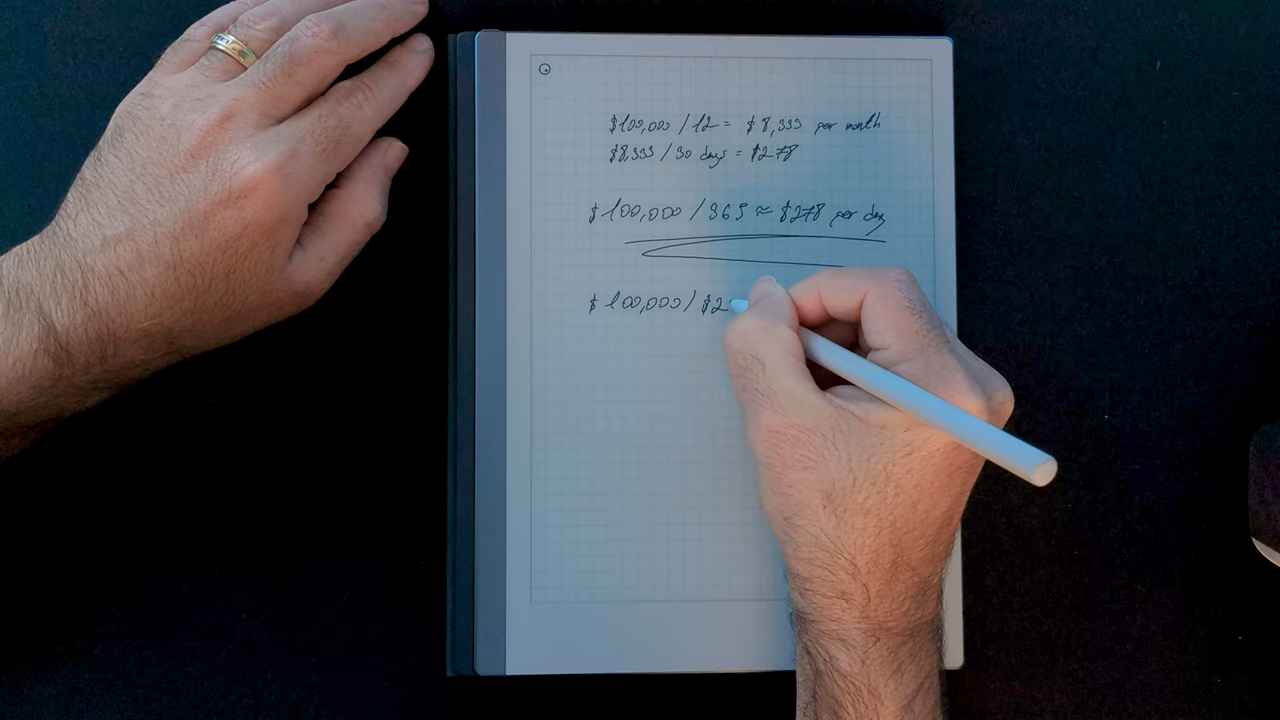 $100,000 / 12 = $8,333 per month
$8,333 / 30 days = $278
$100,000 / 365 ≈ $278 per day
$100,000 / $2